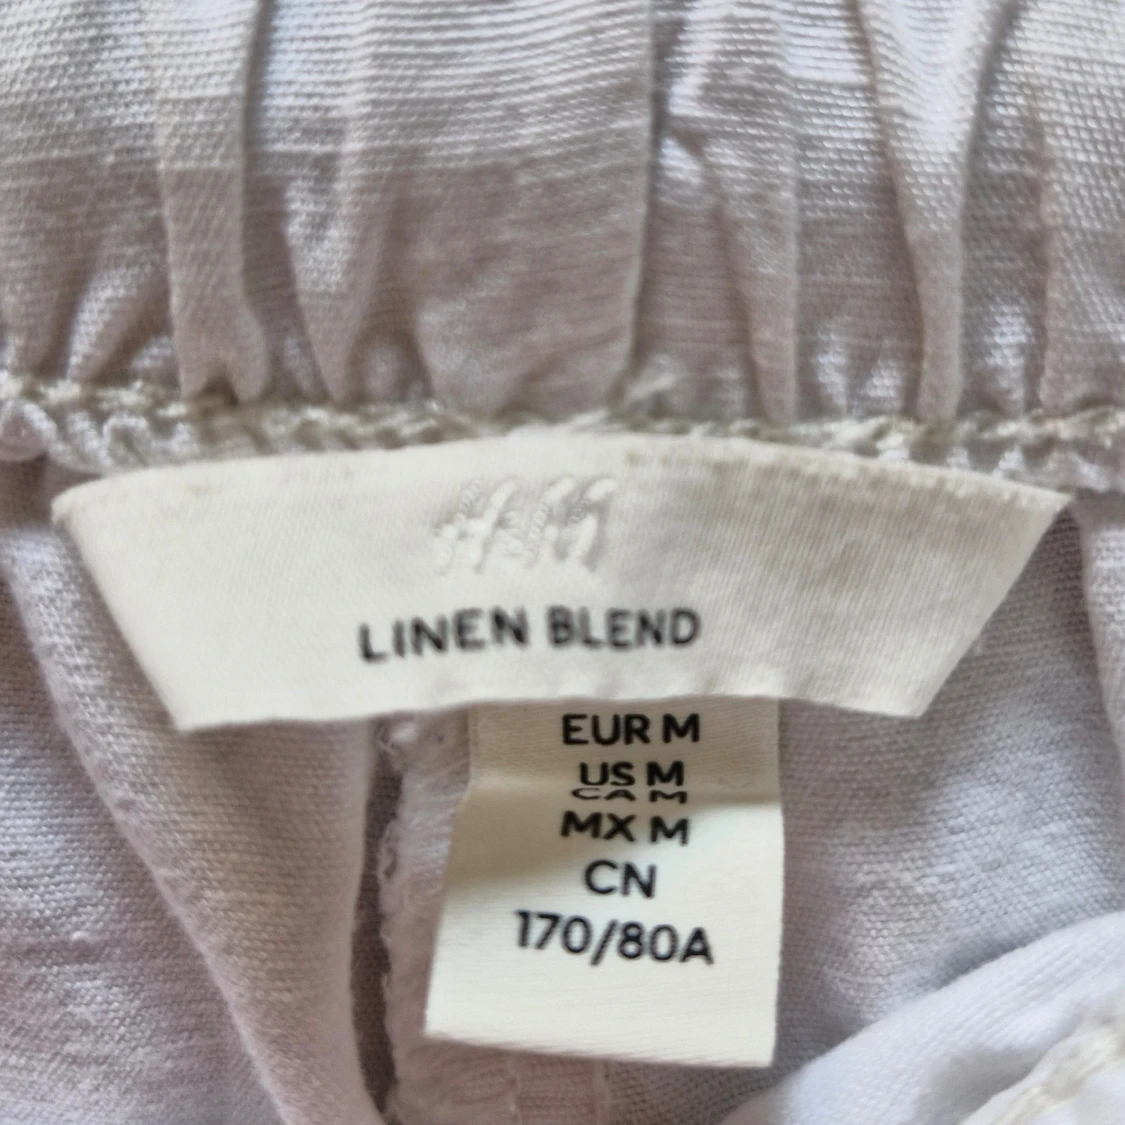 H&M
LINEN BLEND
EUR M
US M
CA M
MX M
CN
170/80A